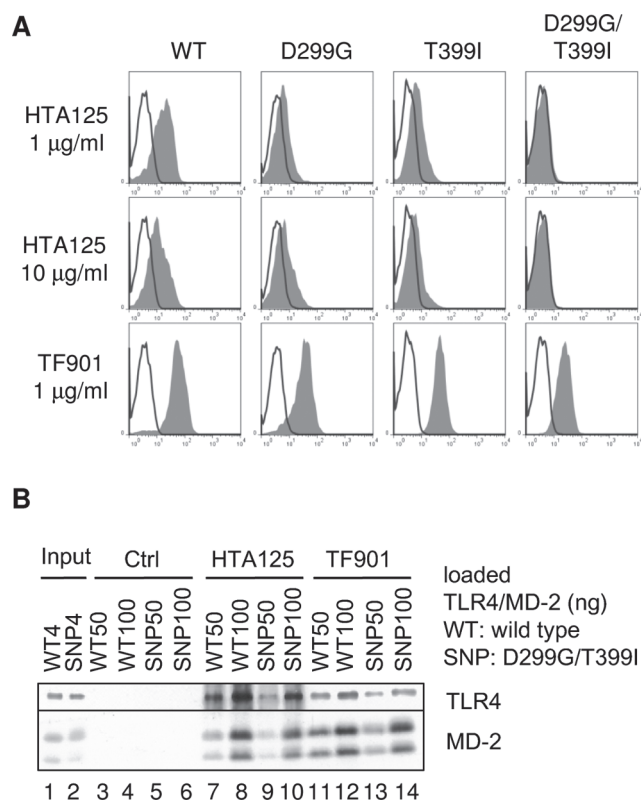 A
WT D299G T399I D299G/
T399I
HTA125
1 μg/ml
HTA125
10 μg/ml
TF901
1 μg/ml
B
Input Ctrl HTA125 TF901
WT4 SNP4 WT50 WT100 SNP50 SNP100 WT50 WT100 SNP50 SNP100 WT50 WT100 SNP50 SNP100
loaded
TLR4/MD-2 (ng)
WT: wild type
SNP: D299G/T399I
TLR4
MD-2
1 2 3 4 5 6 7 8 9 10 11 12 13 14